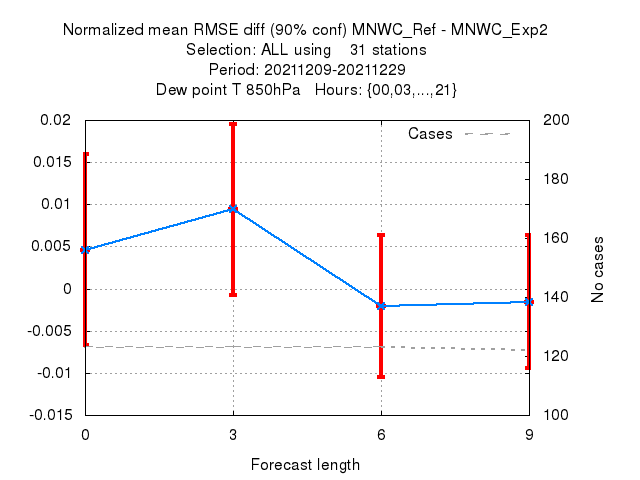 Normalized mean RMSE diff (90% conf) MNWC_Ref - MNWC_Exp2
Selection: ALL using 31 stations
Period: 20211209-20211229
Dew point T 850hPa Hours: {00,03,...,21}
Cases
0.02
0.015
0.01
0.005
0
-0.005
-0.01
-0.015
200
180
160
140
120
100
No cases
0 3 6 9
Forecast length